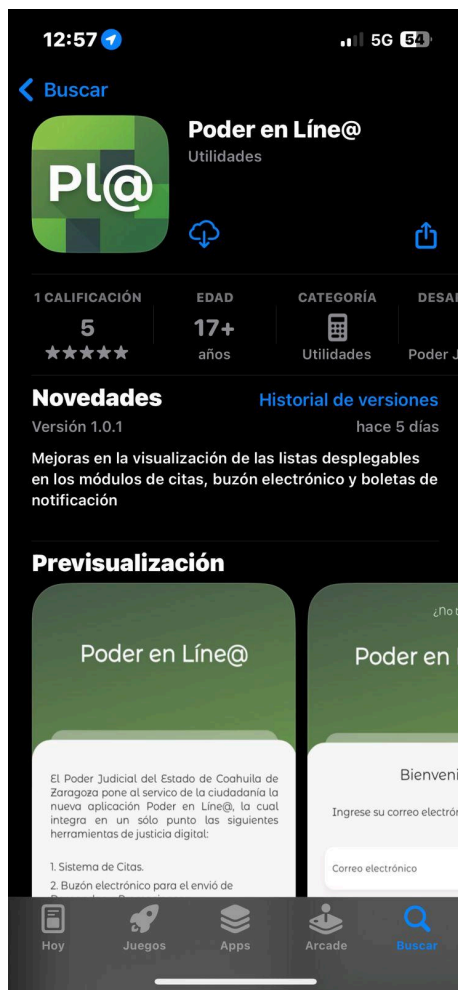 12:57
5G 54
Buscar
Pl@
Poder en Líne@
Utilidades
1 CALIFICACIÓN
5
EDAD
17+
años
CATEGORÍA
Utilidades
Poder J
Novedades
Historial de versiones
Versión 1.0.1
hace 5 días
Mejoras en la visualización de las listas desplegables
en los módulos de citas, buzón electrónico y boletas de
notificación
Previsualización
Poder en Líne@
El Poder Judicial del Estado de Coahuila de
Zaragoza pone al servico de la ciudadanía la
nueva aplicación Poder en Líne@, la cual
integra en un sólo punto las siguientes
herramientas de justicia digital:
1. Sistema de Citas.
2. Buzón electrónico para el envió de
¿No t
Poder en
Bienveni
Ingrese su correo electró
Correo electrónico
Hoy
Juegos
Apps
Arcade
Buscar